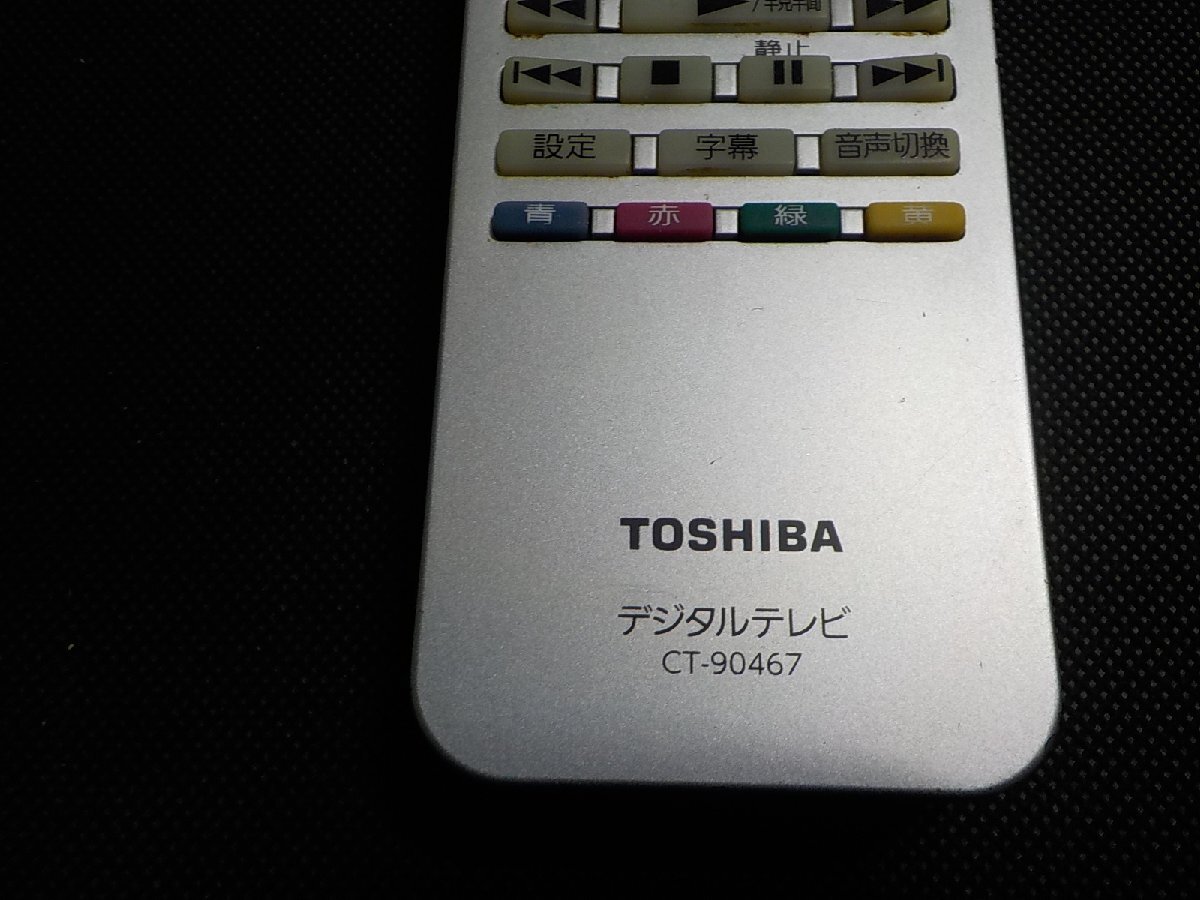 静止
設定 字幕 音声切換
青 赤 緑 黄
TOSHIBA
デジタルテレビ
CT-90467